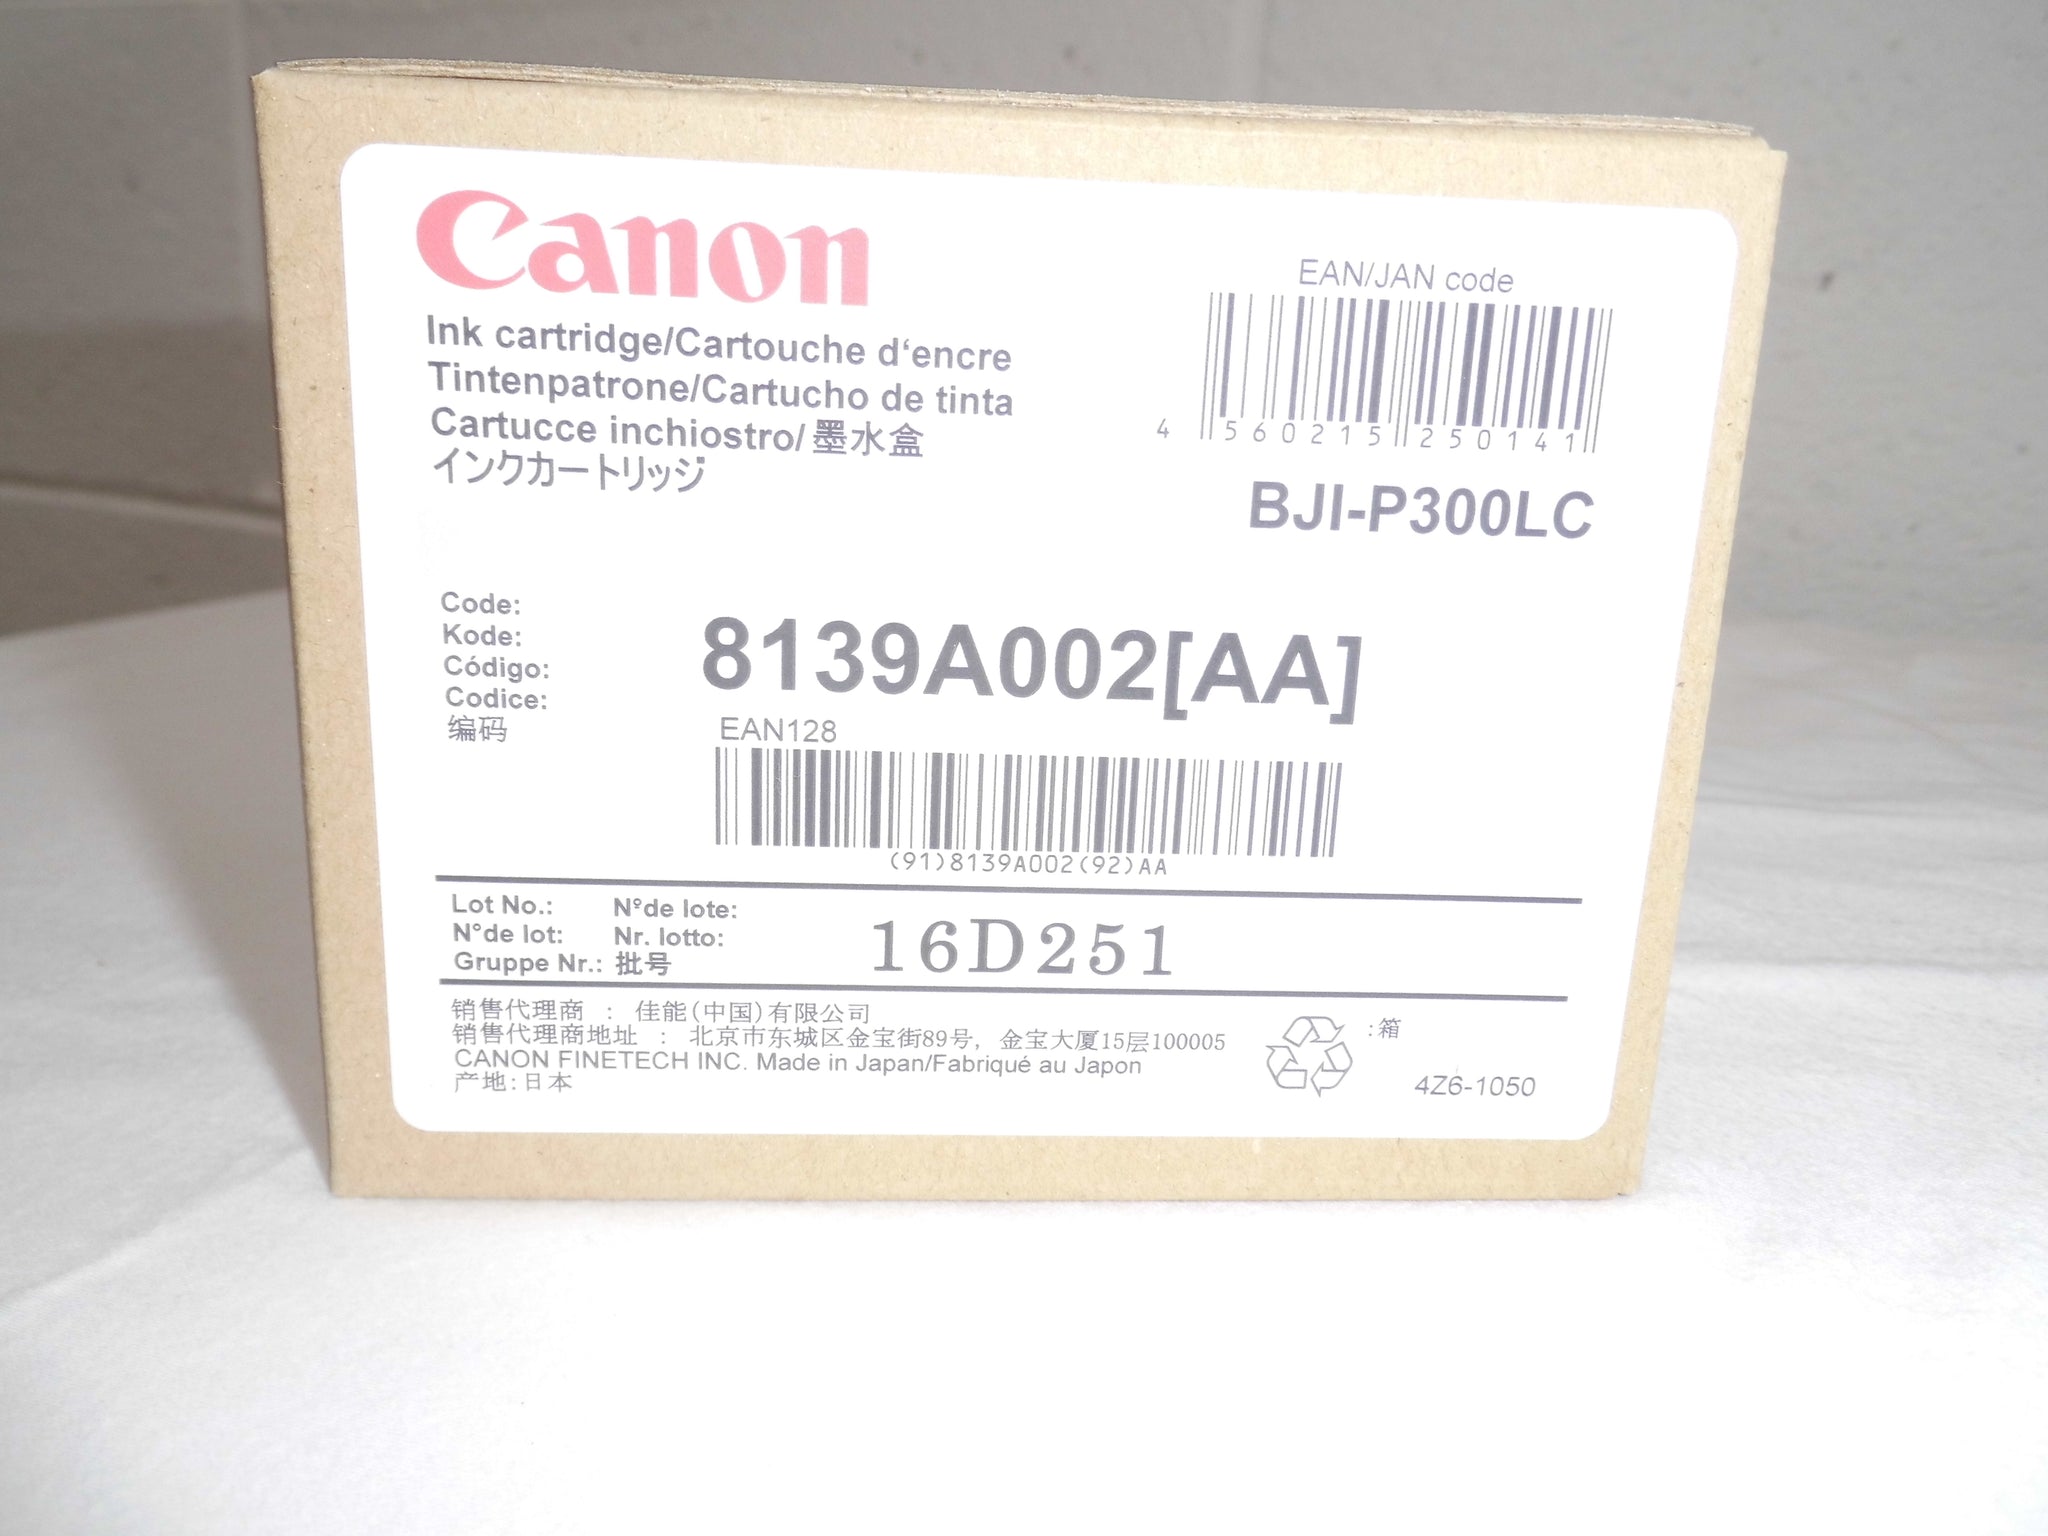 Canon
Ink cartridge/Cartouche d‘encre
Tintenpatrone/Cartucho de tinta
Cartucce inchiostro/墨水盒
インクカートリッジ
EAN/JAN code
4 560215 250141
BJI-P300LC
Code:
Kode:
Código:
Codice:
编码
8139A002[AA]
EAN128
(91)8139A002(92)AA
Lot No.: Nºde lote:
N°de lot: Nr. lotto:
Gruppe Nr.: 批号
16D251
销售代理商 : 佳能(中国)有限公司
销售代理商地址 : 北京市东城区金宝街89号, 金宝大厦15层100005
CANON FINETECH INC. Made in Japan/Fabriqué au Japon
产地:日本
:箱
4Z6-1050